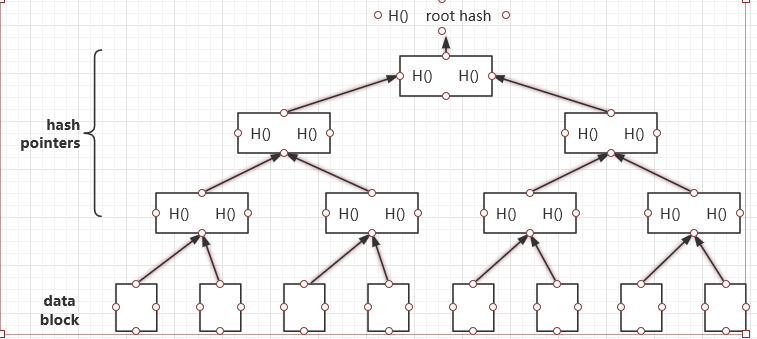 H() root hash
H() H()
hash
pointers
H() H() H() H()
H() H() H() H() H() H() H() H()
data
block